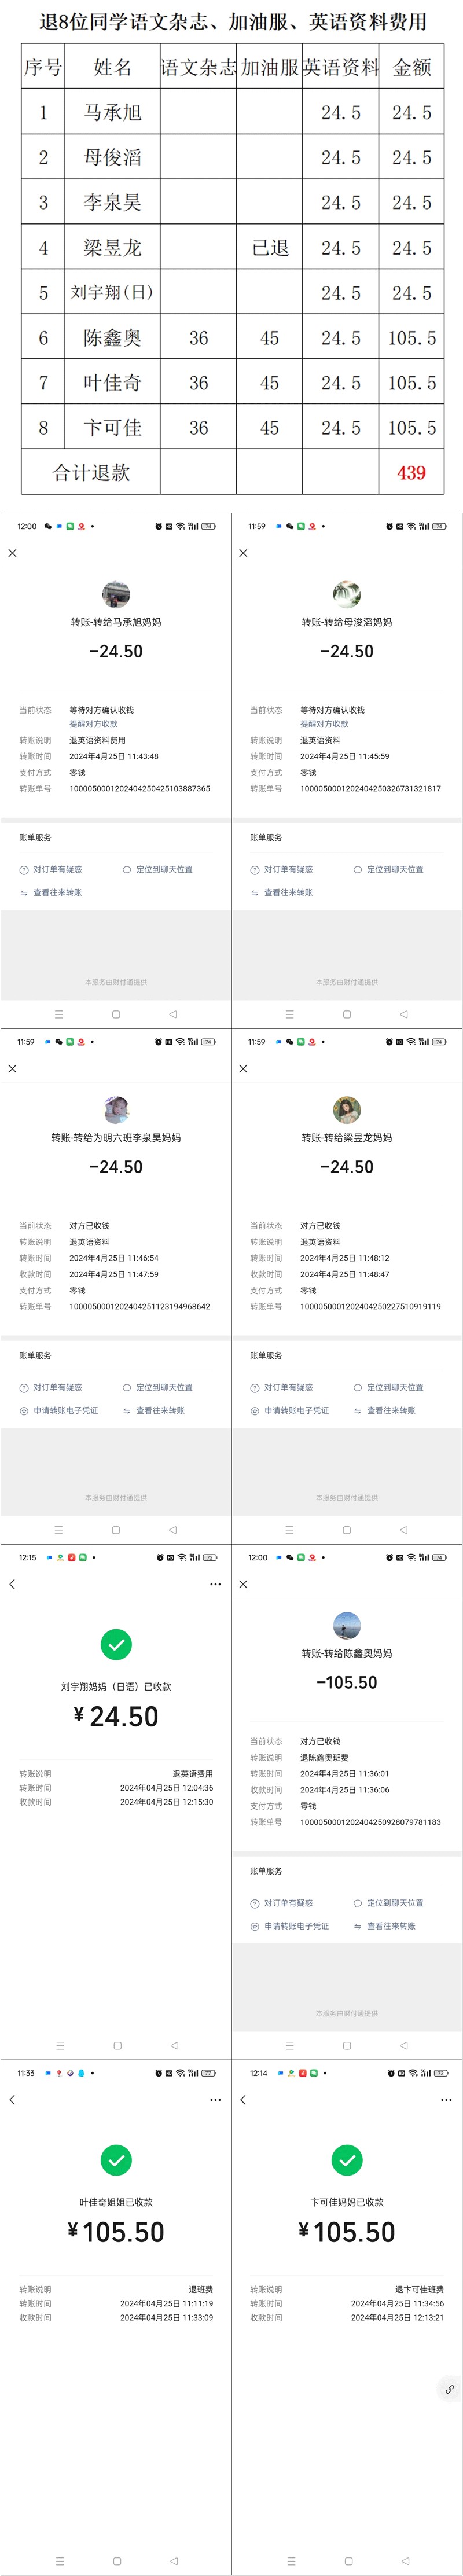 退8位同学语文杂志、加油服、英语资料费用
序号 姓名 语文杂志 加油服 英语资料 金额
1 马承旭 24.5 24.5
2 母俊滔 24.5 24.5
3 李泉昊 24.5 24.5
4 梁昱龙 已退 24.5 24.5
5 刘宇翔(日) 24.5 24.5
6 陈鑫奥 36 45 24.5 105.5
7 叶佳奇 36 45 24.5 105.5
8 卞可佳 36 45 24.5 105.5
合计退款 439
12:00 74
转账-转给马承旭妈妈
-24.50
当前状态 等待对方确认收钱
提醒对方收款
转账说明 退英语资料费用
转账时间 2024年4月25日 11:43:48
支付方式 零钱
转账单号 1000050001202404250425103887365
账单服务
对订单有疑惑 定位到聊天位置
查看往来转账
本服务由财付通提供
11:59 74
转账-转给母浚滔妈妈
-24.50
当前状态 等待对方确认收钱
提醒对方收款
转账说明 退英语资料
转账时间 2024年4月25日 11:45:59
支付方式 零钱
转账单号 1000050001202404250326731321817
账单服务
对订单有疑惑 定位到聊天位置
查看往来转账
本服务由财付通提供
11:59 74
转账-转给为明六班李泉昊妈妈
-24.50
当前状态 对方已收钱
转账说明 退英语资料
转账时间 2024年4月25日 11:46:54
收款时间 2024年4月25日 11:47:59
支付方式 零钱
转账单号 1000050001202404251123194968642
账单服务
对订单有疑惑 定位到聊天位置
申请转账电子凭证 查看往来转账
本服务由财付通提供
11:59 74
转账-转给梁昱龙妈妈
-24.50
当前状态 对方已收钱
转账说明 退英语资料
转账时间 2024年4月25日 11:48:12
收款时间 2024年4月25日 11:48:47
支付方式 零钱
转账单号 1000050001202404250227510919119
账单服务
对订单有疑惑 定位到聊天位置
申请转账电子凭证 查看往来转账
本服务由财付通提供
12:15 72
刘宇翔妈妈（日语）已收款
¥24.50
转账说明 退英语费用
转账时间 2024年04月25日 12:04:36
收款时间 2024年04月25日 12:15:30
12:00 74
转账-转给陈鑫奥妈妈
-105.50
当前状态 对方已收钱
转账说明 退陈鑫奥班费
转账时间 2024年4月25日 11:36:01
收款时间 2024年4月25日 11:36:06
支付方式 零钱
转账单号 1000050001202404250928079781183
账单服务
对订单有疑惑 定位到聊天位置
申请转账电子凭证 查看往来转账
本服务由财付通提供
11:33 77
叶佳奇姐姐已收款
¥105.50
转账说明 退班费
转账时间 2024年04月25日 11:11:19
收款时间 2024年04月25日 11:33:09
12:14 73
卞可佳妈妈已收款
¥105.50
转账说明 退卞可佳班费
转账时间 2024年04月25日 11:34:56
收款时间 2024年04月25日 12:13:21